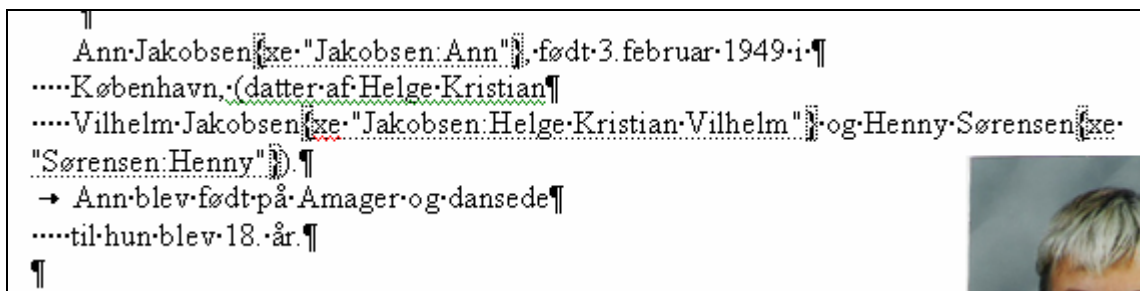 ¶
Ann·Jakobsen{xe·"Jakobsen:Ann"},·født·3.februar·1949·i·¶
·····København,·(datter·af·Helge·Kristian¶
·····Vilhelm·Jakobsen{xe·"Jakobsen:Helge·Kristian·Vilhelm"}·og·Henny·Sørensen{xe·
"Sørensen:Henny"}).¶
→ Ann·blev·født·på·Amager·og·dansede¶
·····til·hun·blev·18.·år.¶
¶